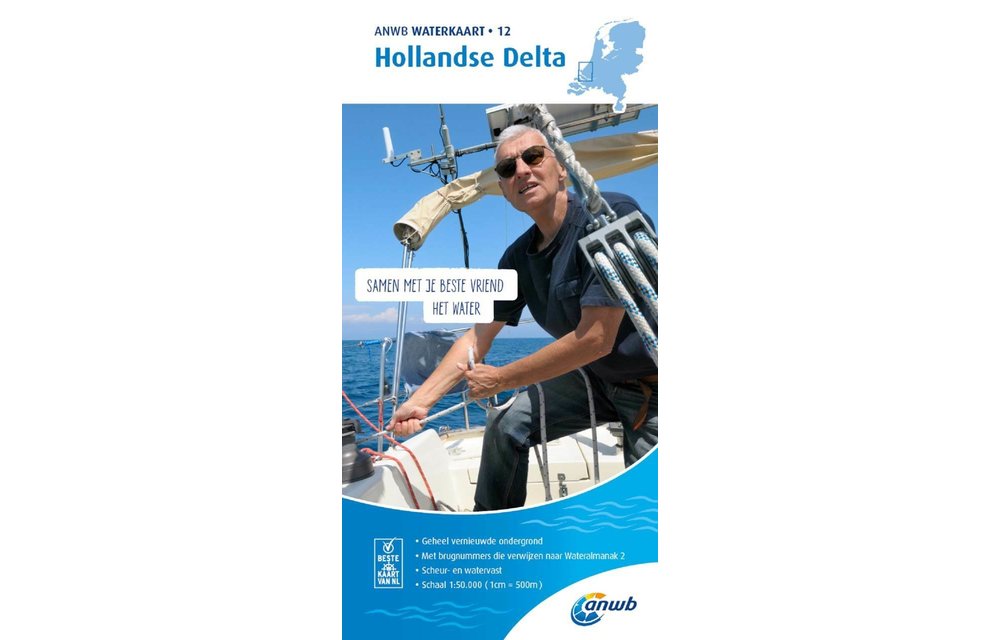 ANWB WATERKAART • 12
Hollandse Delta
SAMEN MET JE BESTE VRIEND
HET WATER
BESTE
KAART
VAN NL
• Geheel vernieuwde ondergrond
• Met brugnummers die verwijzen naar Wateralmanak 2
• Scheur- en watervast
• Schaal 1:50.000 ( 1cm = 500m )
anwb